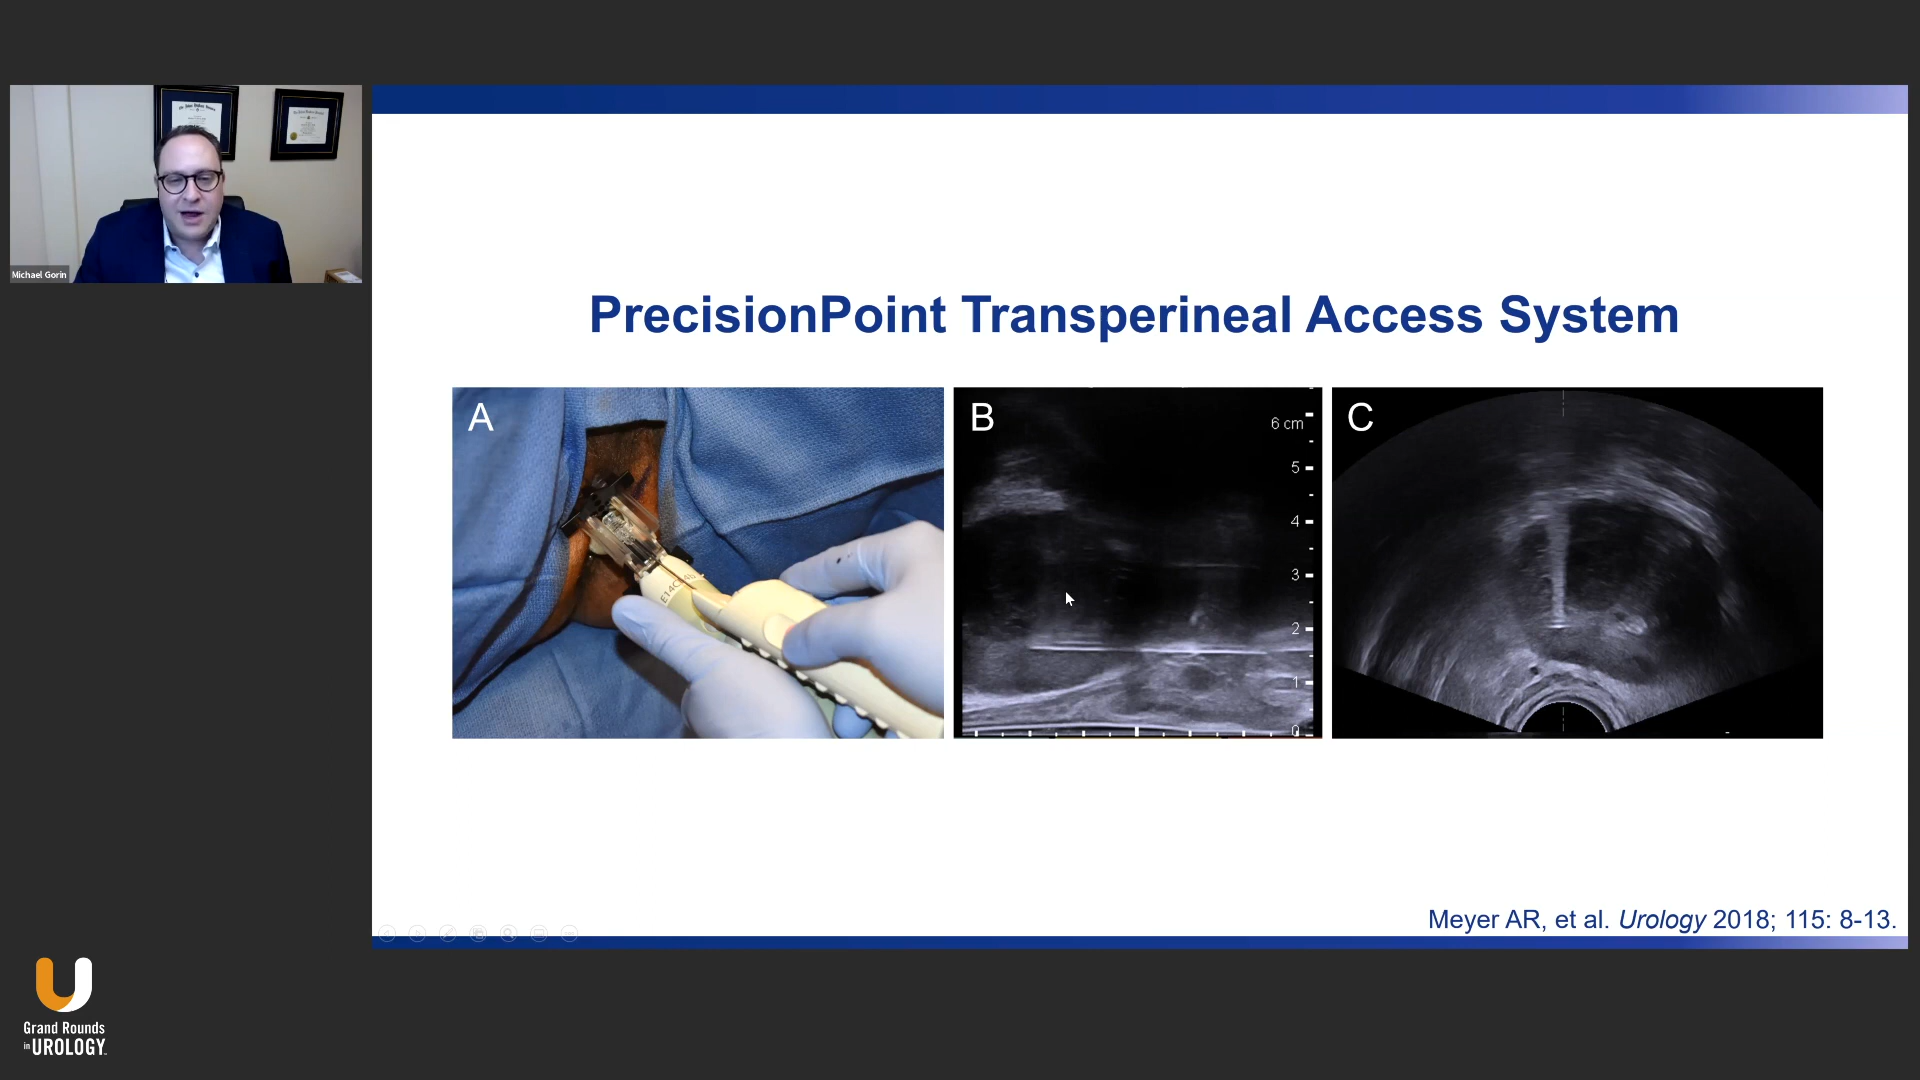 Michael Gorin
PrecisionPoint Transperineal Access System
A
B
C
6 cm
5
4
3
2
1
0
E14C
Meyer AR, et al. Urology 2018; 115: 8-13.
Grand Rounds
in UROLOGY